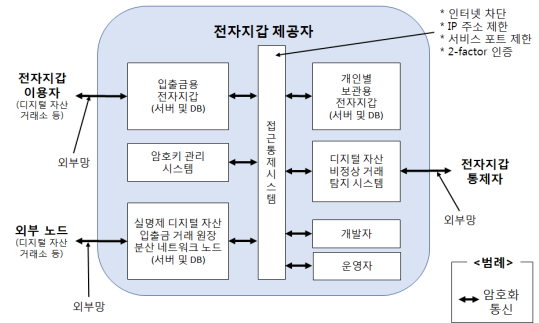 전자지갑 제공자
* 인터넷 차단
* IP 주소 제한
* 서비스 포트 제한
* 2-factor 인증
전자지갑
이용자
(디지털 자산
거래소 등)
외부망
입출금용
전자지갑
(서버 및 DB)
암호키 관리
시스템
실명제 디지털 자산
입출금 거래 원장
분산 네트워크 노드
(서버 및 DB)
외부 노드
(디지털 자산
거래소 등)
외부망
접근통제시스템
개인별
보관용
전자지갑
(서버 및 DB)
디지털 자산
비정상 거래
탐지 시스템
개발자
운영자
전자지갑
통제자
외부망
<범례>
암호화
통신